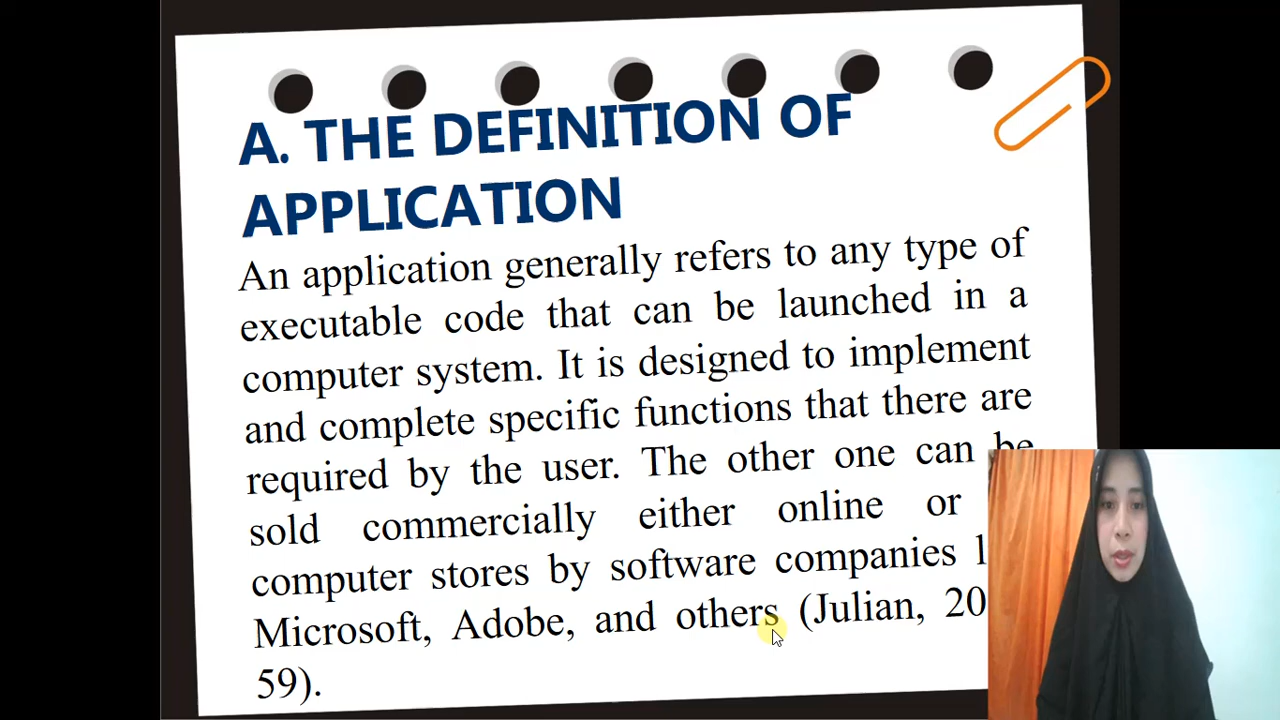 A. THE DEFINITION OF
APPLICATION
An application generally refers to any type of
executable code that can be launched in a
computer system. It is designed to implement
and complete specific functions that there are
required by the user. The other one can be
sold commercially either online or
computer stores by software companies
Microsoft, Adobe, and others (Julian,
59).